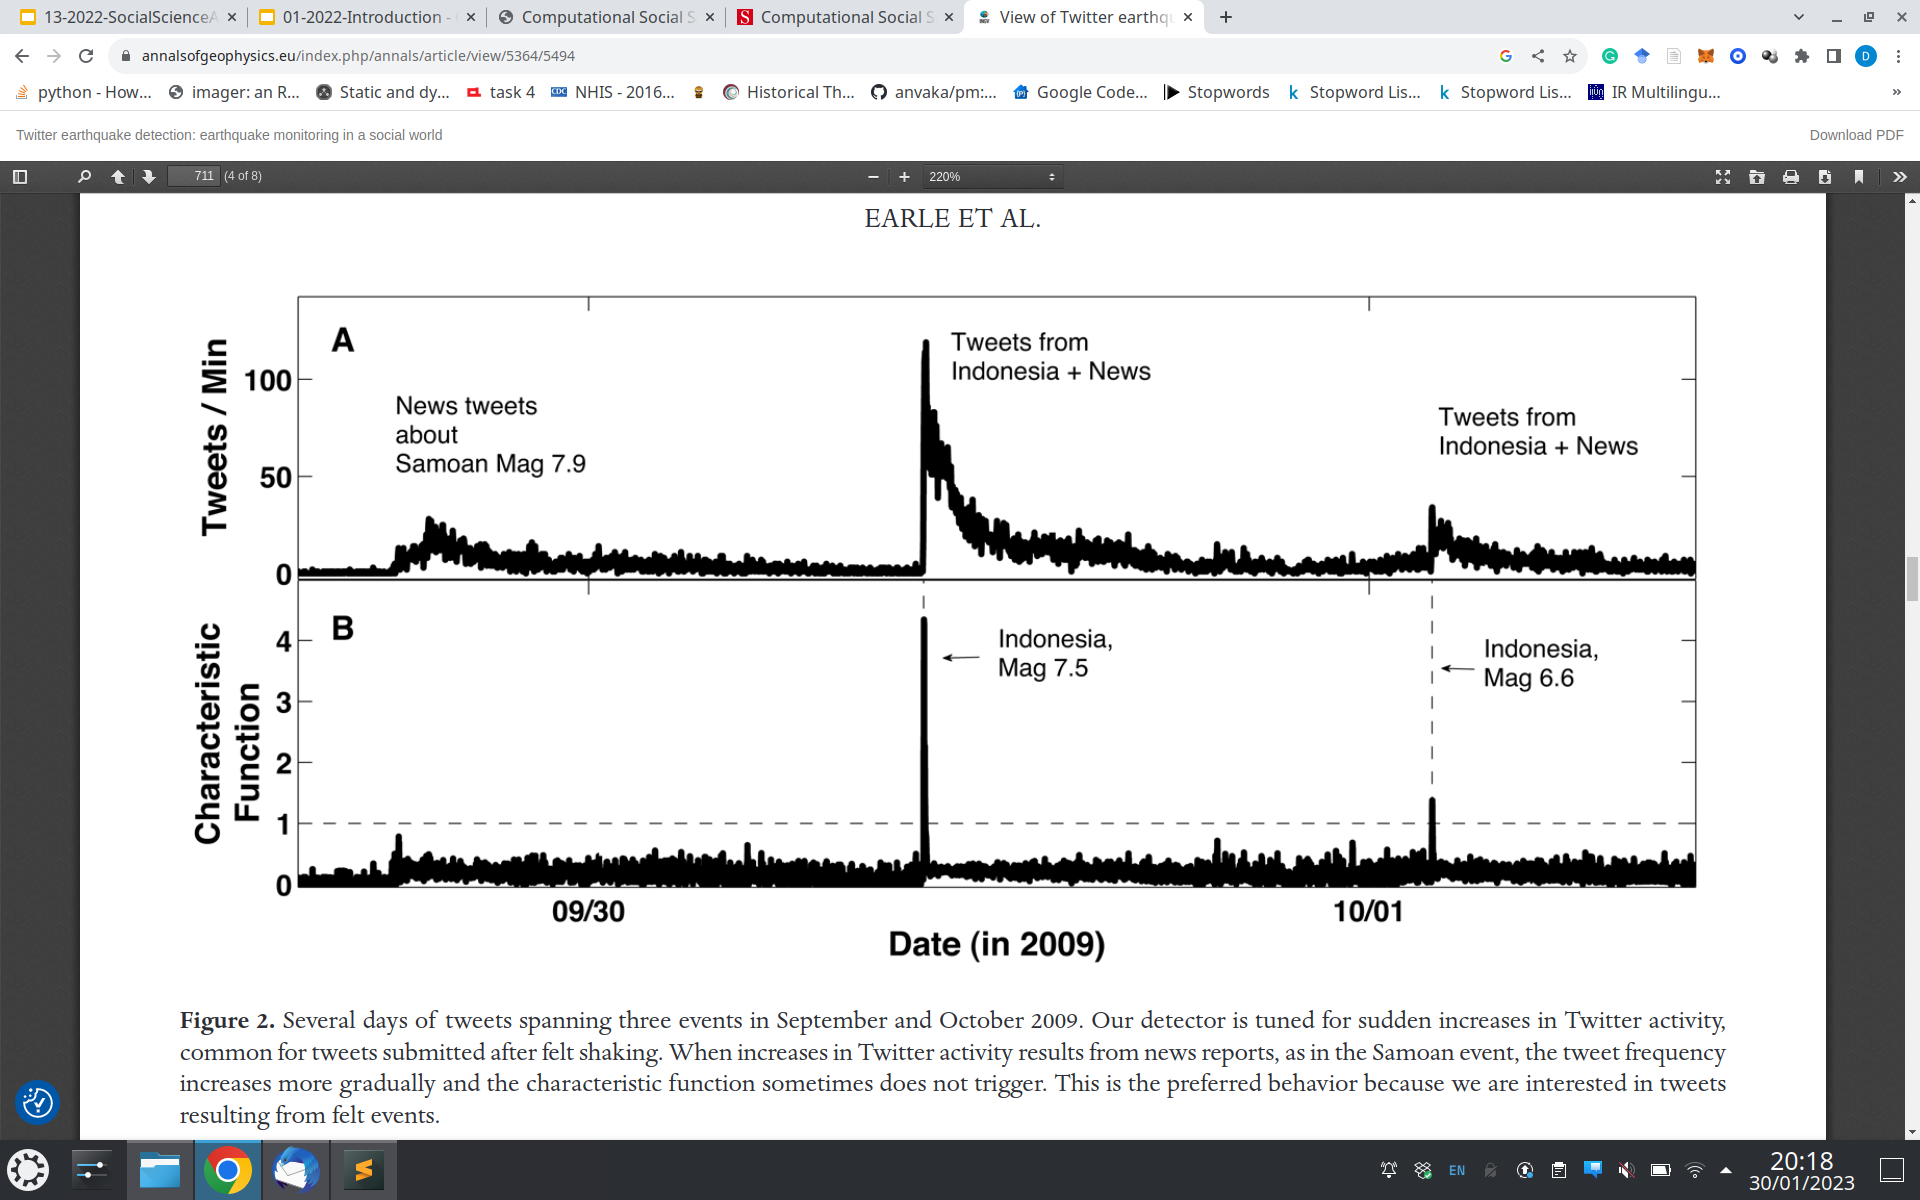 13-2022-SocialScienceA
01-2022-Introduction -
Computational Social S
Computational Social S
View of Twitter earthq
annalsofgeophysics.eu/index.php/annals/article/view/5364/5494
D
python - How...
imager: an R...
Static and dy...
task 4
CDC
NHIS - 2016...
Historical Th...
anvaka/pm:...
Google Code...
Stopwords
k
Stopword Lis...
k
Stopword Lis...
IR Multilingu...
»
Twitter earthquake detection: earthquake monitoring in a social world
Download PDF
711
(4 of 8)
220%
EARLE ET AL.
A
Tweets / Min
100
50
0
News tweets
about
Samoan Mag 7.9
Tweets from
Indonesia + News
Tweets from
Indonesia + News
B
Characteristic
Function
4
3
2
1
0
Indonesia,
Mag 7.5
Indonesia,
Mag 6.6
09/30
10/01
Date (in 2009)
Figure 2. Several days of tweets spanning three events in September and October 2009. Our detector is tuned for sudden increases in Twitter activity,
common for tweets submitted after felt shaking. When increases in Twitter activity results from news reports, as in the Samoan event, the tweet frequency
increases more gradually and the characteristic function sometimes does not trigger. This is the preferred behavior because we are interested in tweets
resulting from felt events.
EN
20:18
30/01/2023